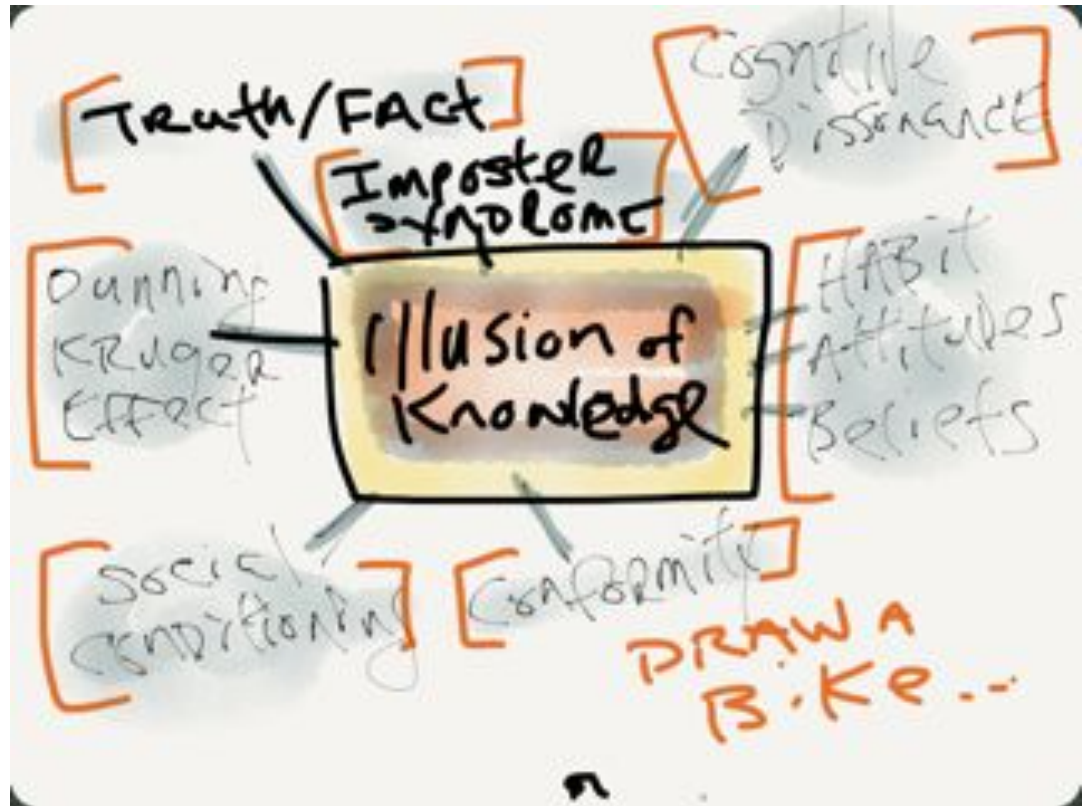 Truth/FACT
Cognitive
Dissonance
Imposter
SYNDROME
Dunning
KRUGER
EFFECT
Illusion of
Knowledge
HABit
Attitudes
Beliefs
Social
Conditioning
Conformity
DRAW A
BiKe...